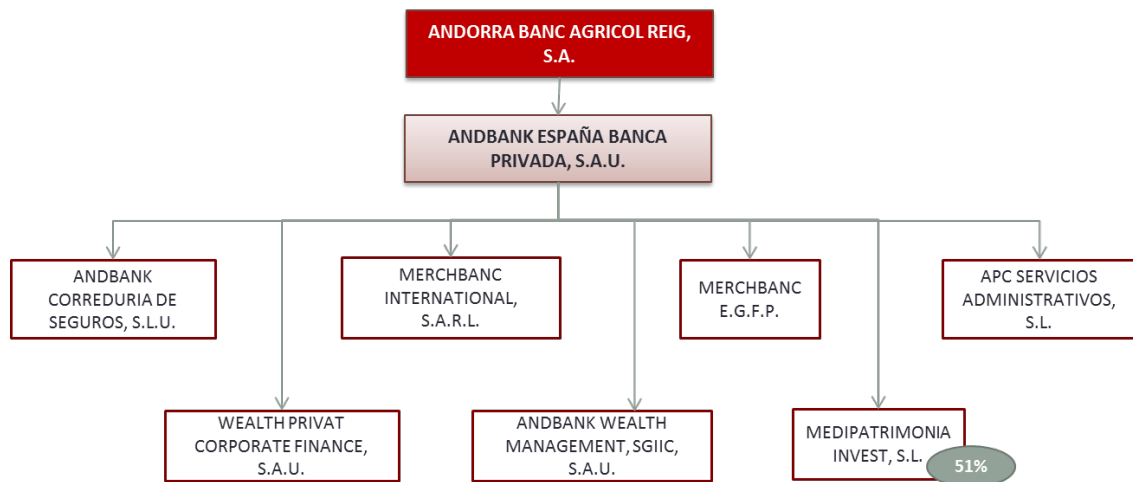 ANDORRA BANC AGRICOL REIG,
S.A.
ANDBANK ESPAÑA BANCA
PRIVADA, S.A.U.
ANDBANK
CORREDURIA DE
SEGUROS, S.L.U.
MERCHBANC
INTERNATIONAL,
S.A.R.L.
MERCHBANC
E.G.F.P.
APC SERVICIOS
ADMINISTRATIVOS,
S.L.
WEALTH PRIVAT
CORPORATE FINANCE,
S.A.U.
ANDBANK WEALTH
MANAGEMENT, SGIIC,
S.A.U.
MEDIPATRIMONIA
INVEST, S.L.
51%